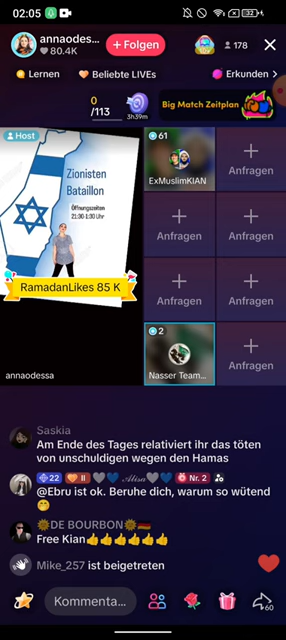 02:05
annaodes...
80.4K
+ Folgen
178
Lernen
Beliebte LIVEs
Erkunden
0
/113
3h39m
Big Match Zeitplan
Host
Zionisten
Bataillon
Öffnungszeiten
21:30-1:30 Uhr
RamadanLikes 85 K
annaodessa
61
ExMuslimKIAN
Anfragen
Anfragen
Anfragen
Anfragen
Anfragen
2
Nasser Team...
Anfragen
Saskia
Am Ende des Tages relativiert ihr das töten
von unschuldigen wegen den Hamas
22 II Alisa Nr. 2
@Ebru ist ok. Beruhe dich, warum so wütend
DE BOURBON
Free Kian
Mike_257 ist beigetreten
Kommenta...
60